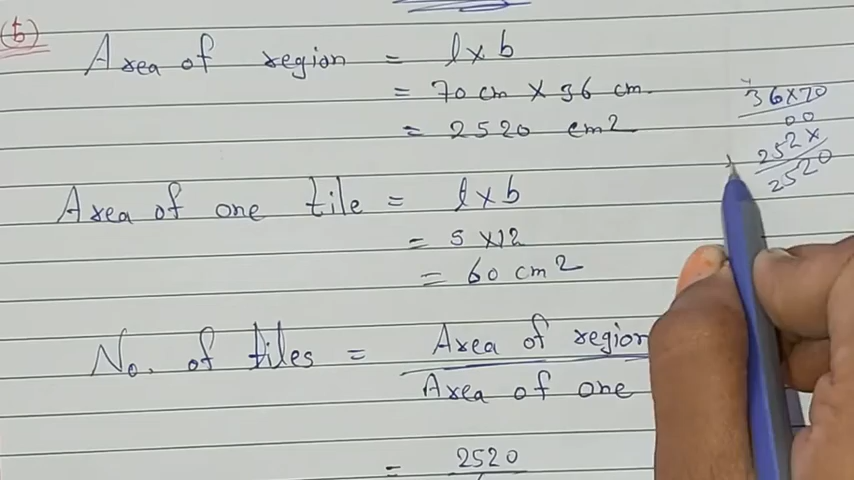 (b)
Area of region = l x b
= 70 cm x 36 cm.
= 2520 cm2
36x70
00
252x
2520
Area of one tile = l x b
= 5 x12
= 60 cm2
No. of tiles = Area of region
Area of one
= 2520